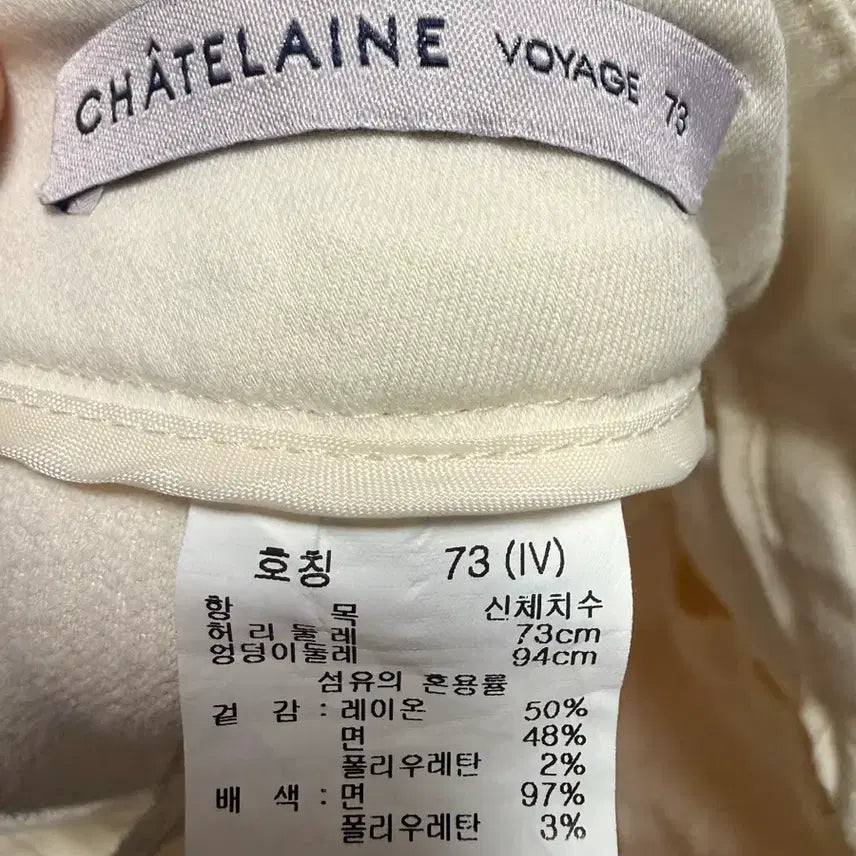 CHÂTELAINE VOYAGE 73
호칭 73 (IV)
항 목 신체치수
허리둘레 73cm
엉덩이둘레 94cm
섬유의 혼용률
겉 감 : 레이온 50%
면 48%
폴리우레탄 2%
배 색 : 면 97%
폴리우레탄 3%